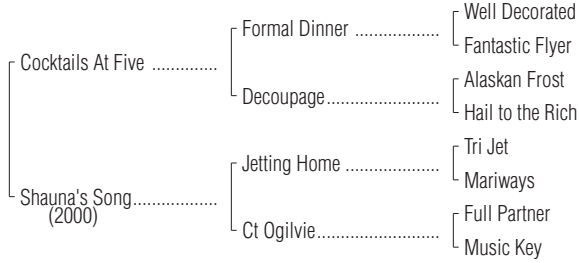 Well Decorated
Formal Dinner ..................
Fantastic Flyer
Cocktails At Five ..............
Alaskan Frost
Decoupage........................
Hail to the Rich
Tri Jet
Jetting Home ....................
Mariways
Shauna's Song..................
(2000)
Full Partner
Ct Ogilvie..........................
Music Key